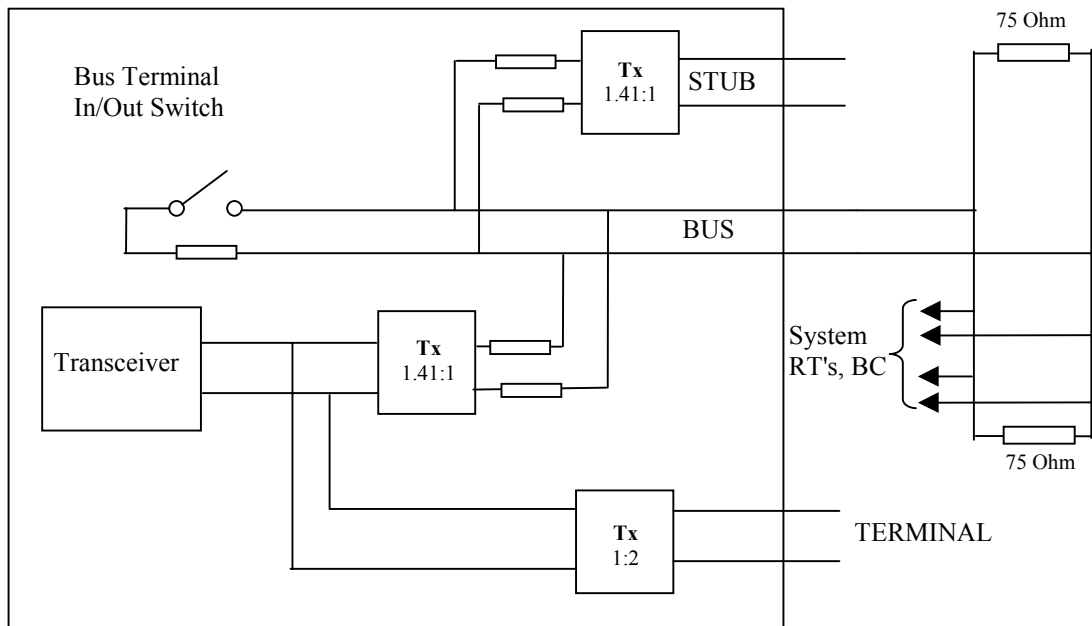 75 Ohm
Bus Terminal
In/Out Switch
Tx
1.41:1
STUB
BUS
Transceiver
Tx
1.41:1
System
RT's, BC
75 Ohm
Tx
1:2
TERMINAL